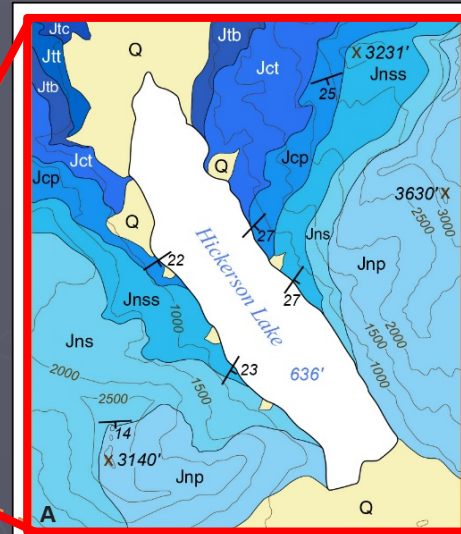 Jtc
Q
Jtb
x 3231'
Jtt
Jct
Jnss
Jtb
25
Jct
Q
Jcp
3630' x
Jcp
2500
3000
Q
27
Jns
22
Hickerson Lake
Jnp
Jnss
1000
27
Jns
23
636'
1500
2000
1500
1000
2000
2500
14
x 3140'
Jnp
A
Q